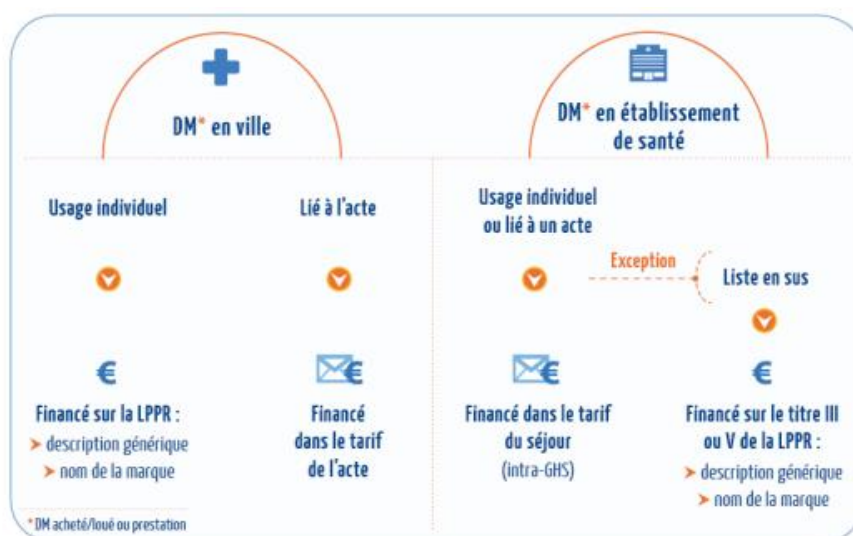 DM* en ville
Usage individuel
Lié à l'acte
€
Financé sur la LPPR :
description générique
nom de la marque
€
Financé
dans le tarif
de l'acte
* DM acheté/loué ou prestation
DM* en établissement
de santé
Usage individuel
ou lié à un acte
Exception
Liste en sus
€
Financé dans le tarif
du séjour
(intra-GHS)
€
Financé sur le titre III
ou V de la LPPR :
description générique
nom de la marque